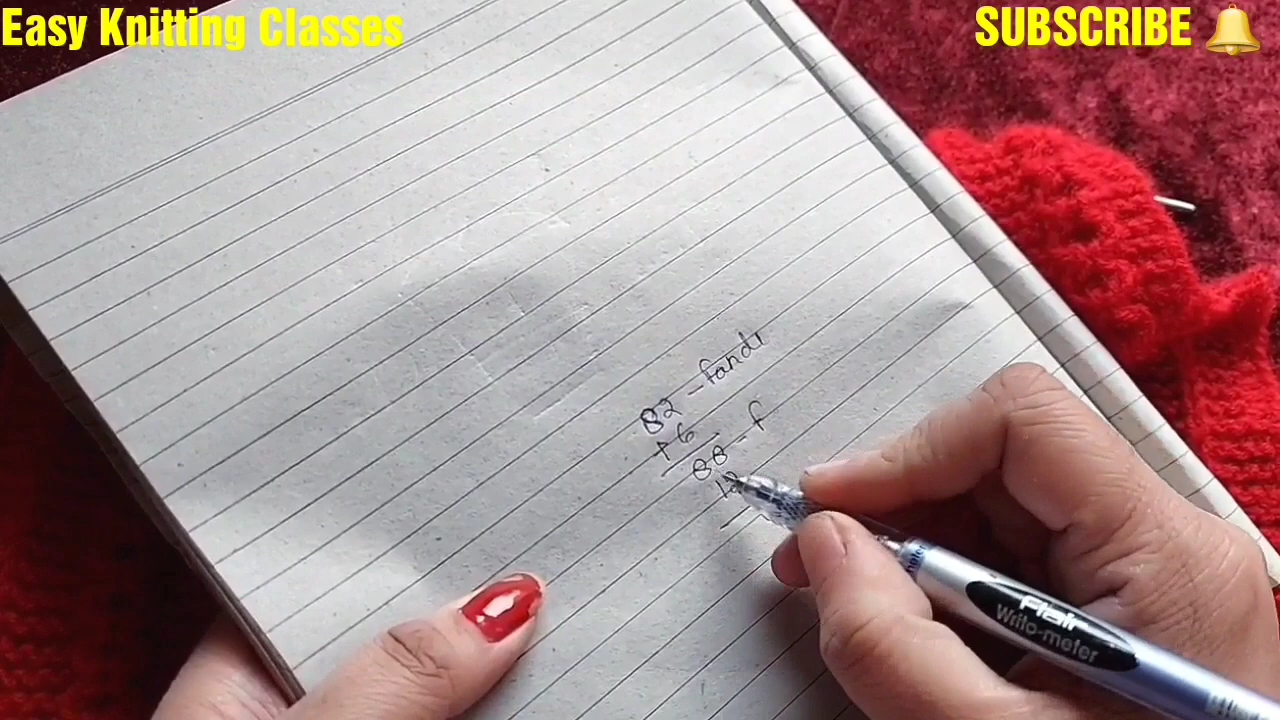 Easy Knitting Classes
SUBSCRIBE 🔔
82 - fandi
+ 6
88 - f
Flair
Writo-meter